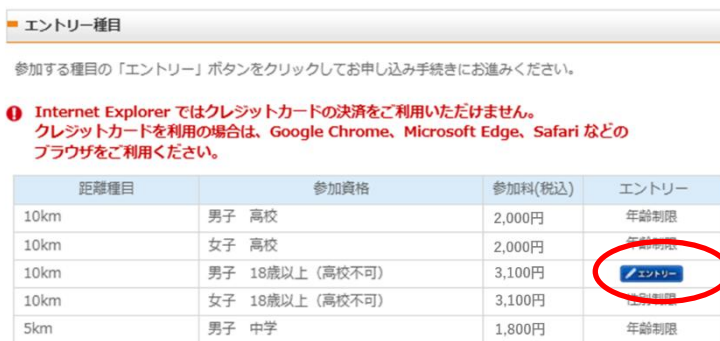 エントリー種目
参加する種目の「エントリー」ボタンをクリックしてお申し込み手続きにお進みください。
Internet Explorer ではクレジットカードの決済をご利用いただけません。
クレジットカードを利用の場合は、Google Chrome、Microsoft Edge、Safari などの
ブラウザをご利用ください。
距離種目 参加資格 参加料(税込) エントリー
10km 男子 高校 2,000円 年齢制限
10km 女子 高校 2,000円 年齢制限
10km 男子 18歳以上（高校不可） 3,100円 エントリー
10km 女子 18歳以上（高校不可） 3,100円 性別制限
5km 男子 中学 1,800円 年齢制限